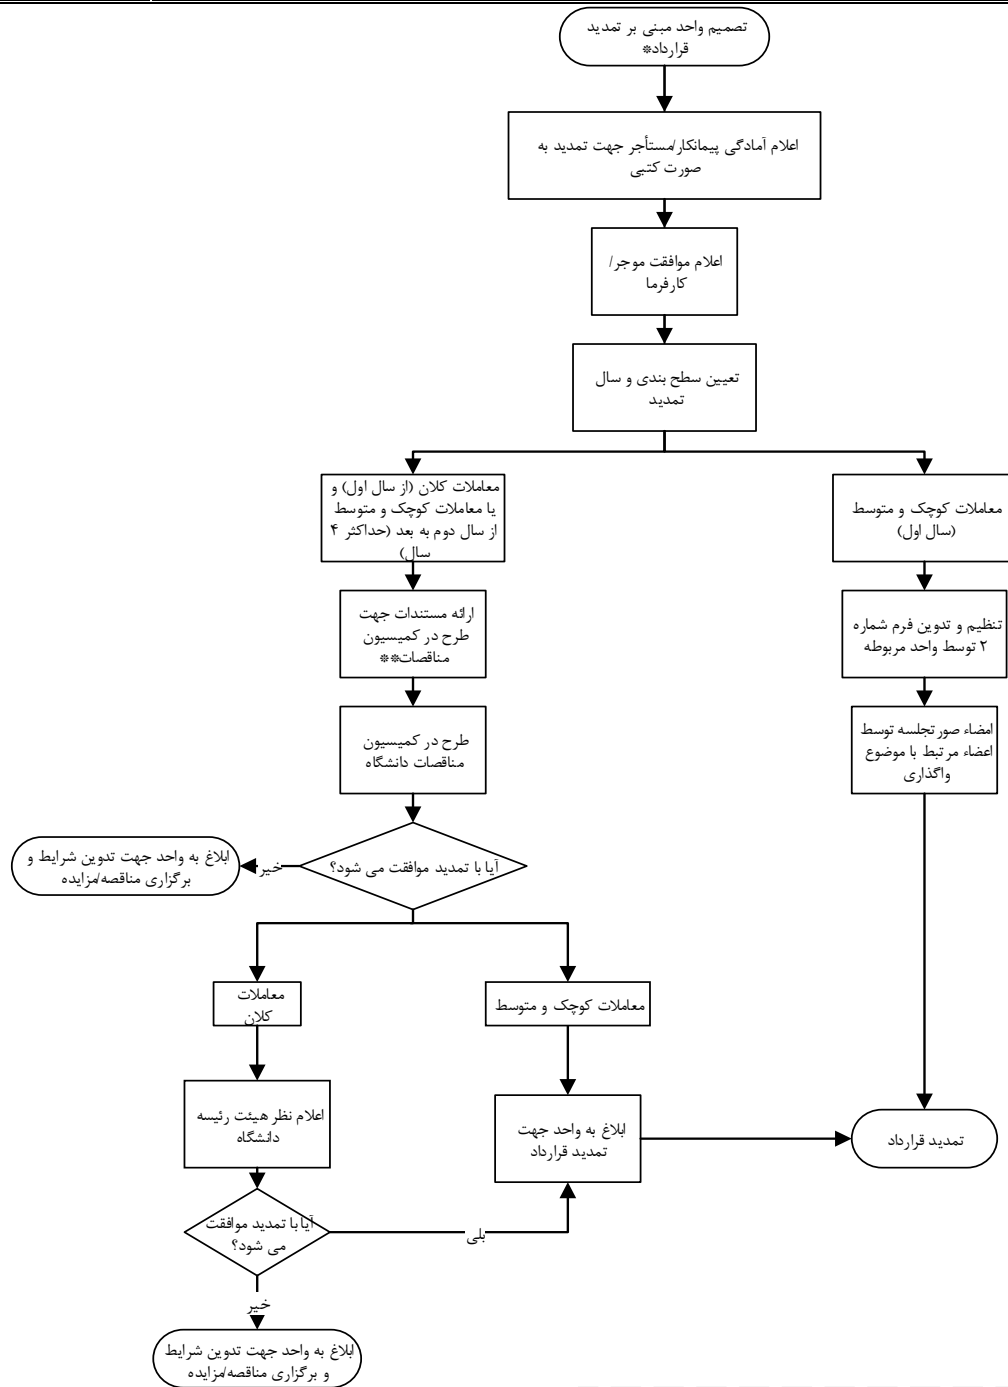 تصمیم واحد مبنی بر تمدید
قرارداد*
اعلام آمادگی پیمانکار/مستأجر جهت تمدید به
صورت کتبی
اعلام موافقت موجر/
کارفرما
تعیین سطح بندی و سال
تمدید
معاملات کوچک و متوسط
(سال اول)
معاملات کلان (از سال اول) و
یا معاملات کوچک و متوسط
از سال دوم به بعد (حداکثر ۴
سال)
تنظیم و تدوین فرم شماره
۲ توسط واحد مربوطه
ارائه مستندات جهت
طرح در کمیسیون
مناقصات**
امضاء صورتجلسه توسط
اعضاء مرتبط با موضوع
واگذاری
طرح در کمیسیون
مناقصات دانشگاه
آیا با تمدید موافقت می شود؟
خیر
ابلاغ به واحد جهت تدوین شرایط و
برگزاری مناقصه/مزایده
معاملات کوچک و متوسط
معاملات
کلان
اعلام نظر هیئت رئیسه
دانشگاه
ابلاغ به واحد جهت
تمدید قرارداد
تمدید قرارداد
آیا با تمدید موافقت
می شود؟
بلی
خیر
ابلاغ به واحد جهت تدوین شرایط
و برگزاری مناقصه/مزایده